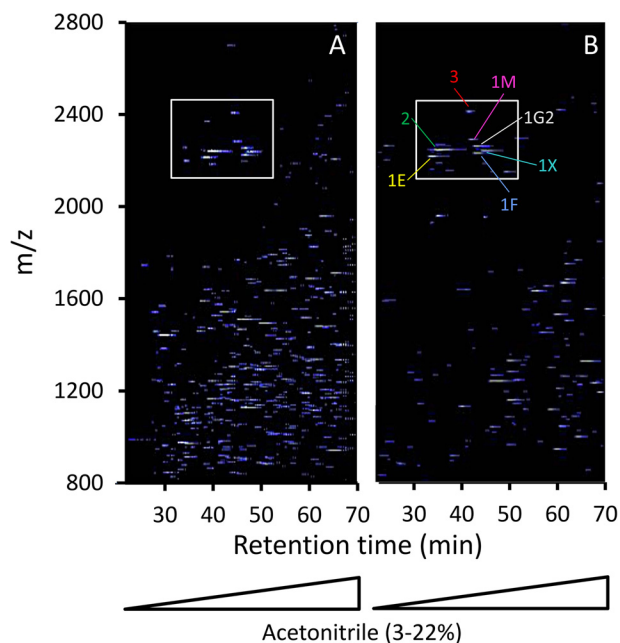 2800
2400
2000
1600
1200
800
m/z
A
B
3
1M
1G2
2
1X
1E
1F
30 40 50 60 70
30 40 50 60 70
Retention time (min)
Acetonitrile (3-22%)